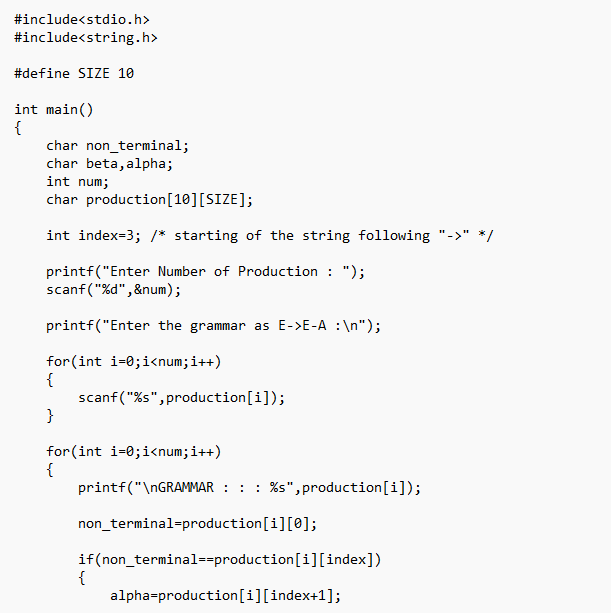 #include<stdio.h>
#include<string.h>
#define SIZE 10
int main()
{
char non_terminal;
char beta,alpha;
int num;
char production[10][SIZE];
int index=3; /* starting of the string following "->" */
printf("Enter Number of Production : ");
scanf("%d",&num);
printf("Enter the grammar as E->E-A :\n");
for(int i=0;i<num;i++)
{
scanf("%s",production[i]);
}
for(int i=0;i<num;i++)
{
printf("\nGRAMMAR : : : %s",production[i]);
non_terminal=production[i][0];
if(non_terminal==production[i][index])
{
alpha=production[i][index+1];